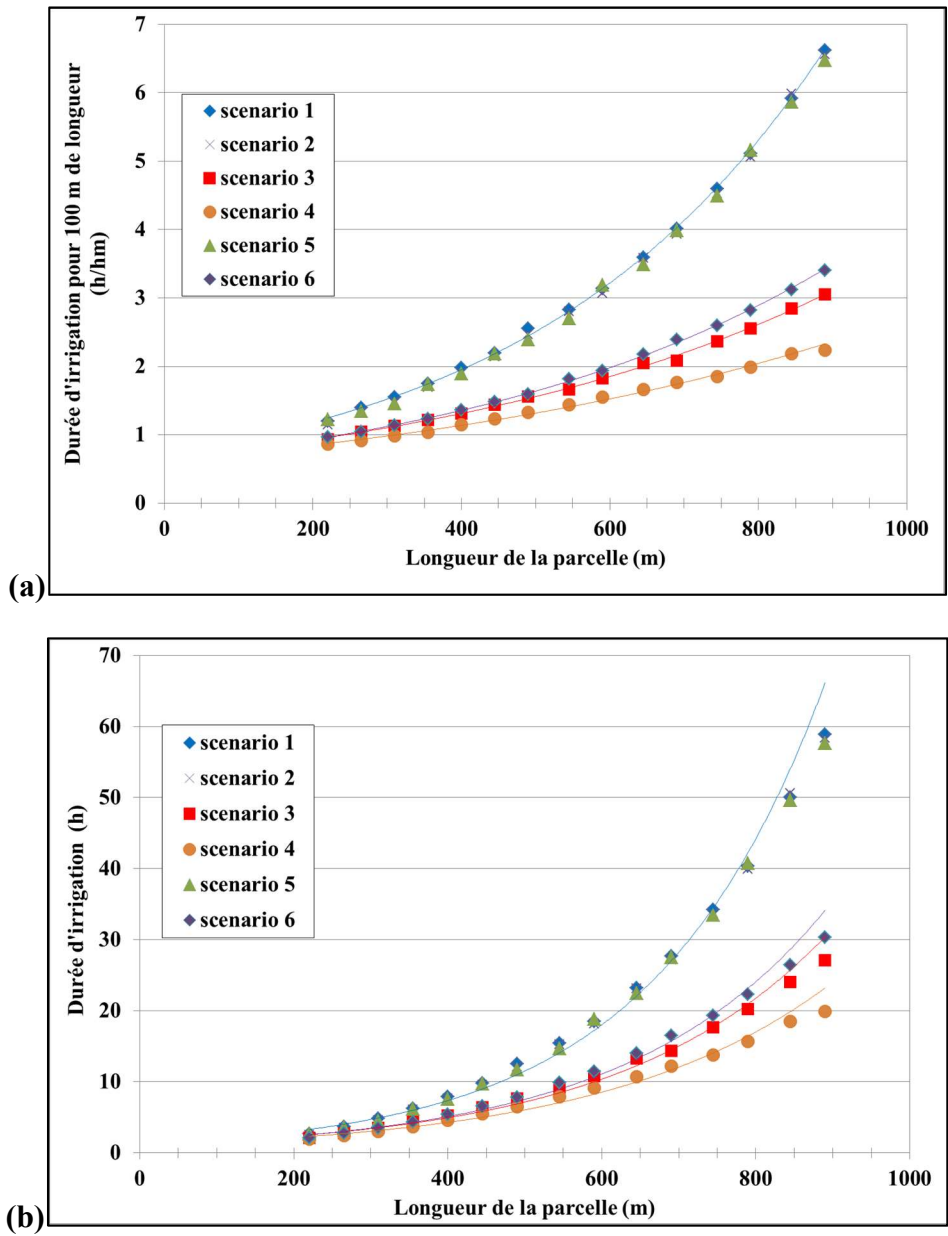 7
6
5
4
3
2
1
0
Durée d'irrigation pour 100 m de longueur
(h/hm)
scenario 1
scenario 2
scenario 3
scenario 4
scenario 5
scenario 6
0 200 400 600 800 1000
Longueur de la parcelle (m)
(a)
70
60
50
40
30
20
10
0
Durée d'irrigation (h)
scenario 1
scenario 2
scenario 3
scenario 4
scenario 5
scenario 6
0 200 400 600 800 1000
Longueur de la parcelle (m)
(b)